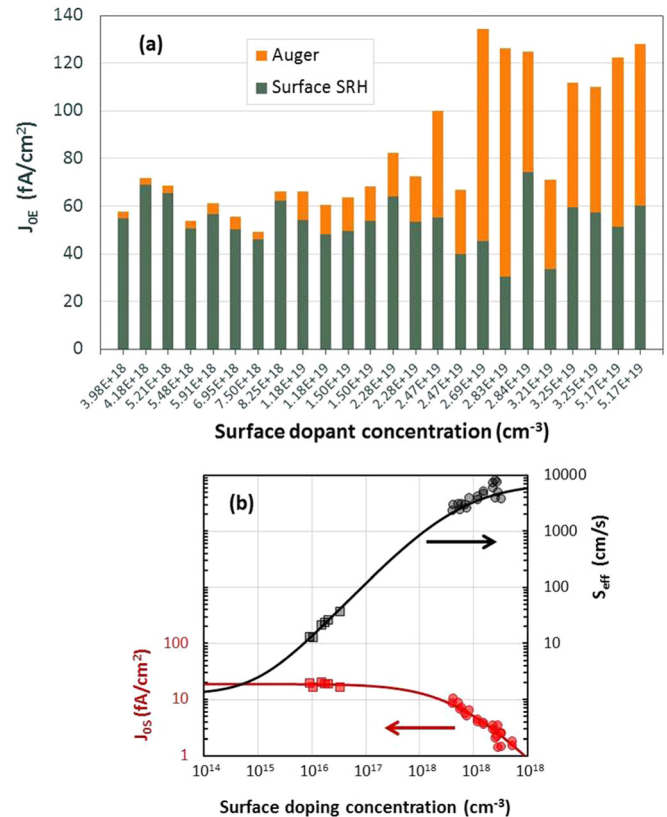 140
120
100
80
60
40
20
0
J0E (fA/cm²)
(a)
Auger
Surface SRH
3.98E+18
4.18E+18
5.21E+18
5.48E+18
5.91E+18
6.95E+18
7.50E+18
8.25E+18
1.18E+19
1.18E+19
1.50E+19
1.50E+19
2.28E+19
2.28E+19
2.47E+19
2.47E+19
2.69E+19
2.83E+19
2.84E+19
3.21E+19
3.25E+19
3.25E+19
5.17E+19
5.17E+19
Surface dopant concentration (cm⁻³)
(b)
10000
1000
100
10
Seff (cm/s)
100
10
1
J0S (fA/cm²)
10¹⁴
10¹⁵
10¹⁶
10¹⁷
10¹⁸
10¹⁸
10¹⁸
Surface doping concentration (cm⁻³)